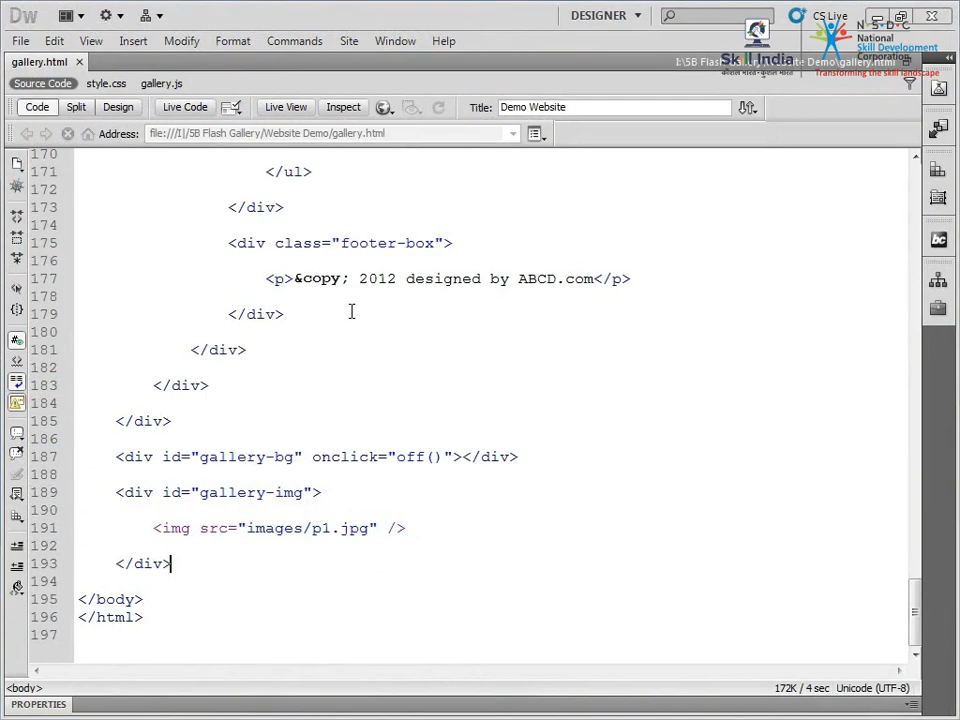 Dw
DESIGNER
CS Live
N S D C
National
Skill Development
Corporation
Transforming the skill landscape
Skill India
कौशल भारत - कुशल भारत
File Edit View Insert Modify Format Commands Site Window Help
gallery.html ×
Source Code style.css gallery.js
Code Split Design Live Code Live View Inspect Title: Demo Website
Address: file:///I|/5B Flash Gallery/Website Demo/gallery.html
170
171 </ul>
172
173 </div>
174
175 <div class="footer-box">
176
177 <p>&copy; 2012 designed by ABCD.com</p>
178
179 </div>
180
181 </div>
182
183 </div>
184
185 </div>
186
187 <div id="gallery-bg" onclick="off()"></div>
188
189 <div id="gallery-img">
190
191 <img src="images/p1.jpg" />
192
193 </div>
194
195 </body>
196 </html>
197
<body> 172K / 4 sec Unicode (UTF-8)
PROPERTIES